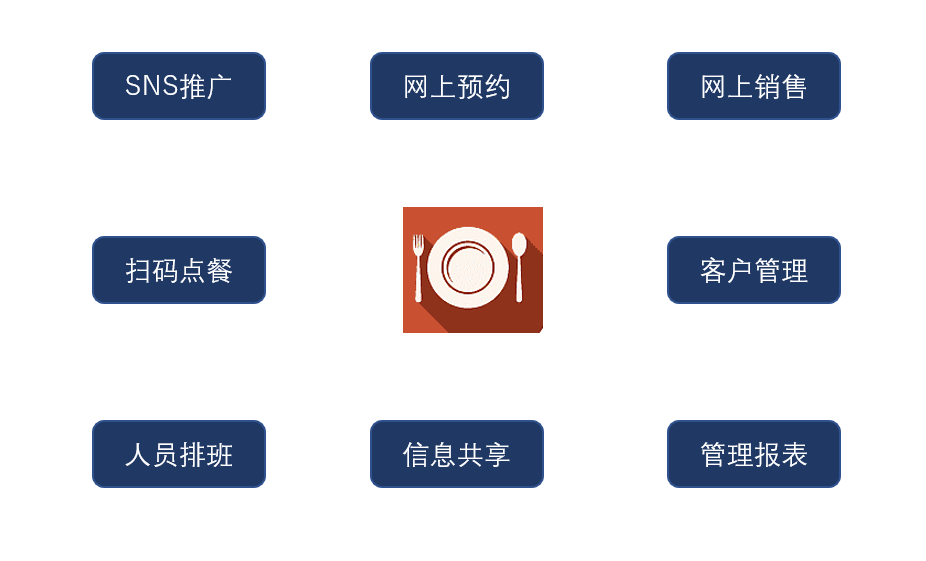 SNS推广
网上预约
网上销售
扫码点餐
客户管理
人员排班
信息共享
管理报表